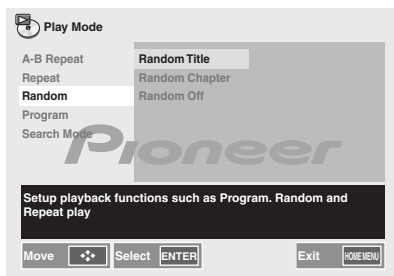 Play Mode
A-B Repeat
Repeat
Random
Program
Search Mode
Random Title
Random Chapter
Random Off
Pioneer
Setup playback functions such as Program. Random and
Repeat play
Move Select ENTER Exit HOME MENU